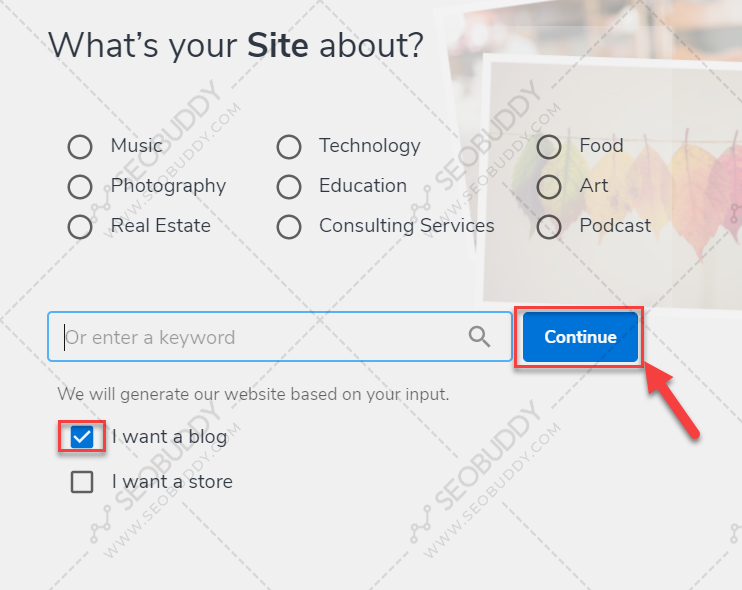 What's your Site about?
Music
Technology
Food
Photography
Education
Art
Real Estate
Consulting Services
Podcast
Or enter a keyword
Continue
We will generate our website based on your input.
I want a blog
I want a store
SEOBUDDY
WWW.SEOBUDDY.COM
SEOBUDDY
WWW.SEOBUDDY.COM
SEOBUDDY
WWW.SEOBUDDY.COM
SEOBUDDY
WWW.SEOBUDDY.COM